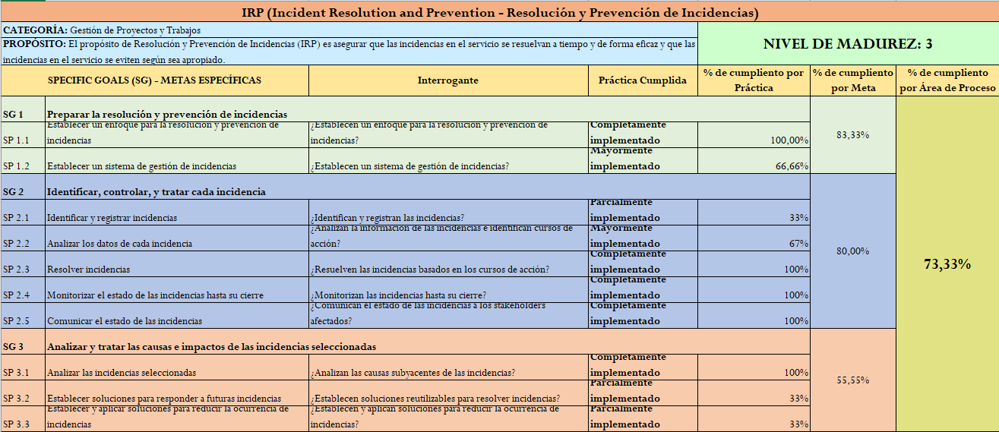 IRP (Incident Resolution and Prevention - Resolución y Prevención de Incidencias)
CATEGORÍA: Gestión de Proyectos y Trabajos
PROPÓSITO: El propósito de Resolución y Prevención de Incidencias (IRP) es asegurar que las incidencias en el servicio se resuelvan a tiempo y de forma eficaz y que las
incidencias en el servicio se eviten según sea apropiado.
NIVEL DE MADUREZ: 3
SPECIFIC GOALS (SG) - METAS ESPECÍFICAS
Interrogante
Práctica Cumplida
% de cumpliento por
Práctica
% de cumpliento
por Meta
% de cumpliento
por Área de Proceso
SG 1 Preparar la resolución y prevención de incidencias
83,33%
SP 1.1
Establecer un enfoque para la resolución y prevención de
incidencias
¿Establecen un enfoque para la resolución y prevención de
incidencias?
Completamente
implementado
100,00%
SP 1.2
Establecer un sistema de gestión de incidencias
¿Establecen un sistema de gestión de incidencias?
Mayormente
implementado
66,66%
SG 2 Identificar, controlar, y tratar cada incidencia
80,00%
SP 2.1
Identificar y registrar incidencias
¿Identifican y registran las incidencias?
Parcialmente
implementado
33%
SP 2.2
Analizar los datos de cada incidencia
¿Analizan la información de las incidencias e identifican cursos de
acción?
Mayormente
implementado
67%
SP 2.3
Resolver incidencias
¿Resuelven las incidencias basados en los cursos de acción?
Completamente
implementado
100%
73,33%
SP 2.4
Monitorizar el estado de las incidencias hasta su cierre
¿Monitorizan las incidencias hasta su cierre?
Completamente
implementado
100%
SP 2.5
Comunicar el estado de las incidencias
¿Comunican el estado de las incidencias a los stakeholders
afectados?
Completamente
implementado
100%
SG 3 Analizar y tratar las causas e impactos de las incidencias seleccionadas
55,55%
SP 3.1
Analizar las incidencias seleccionadas
¿Analizan las causas subyacentes de las incidencias?
Completamente
implementado
100%
SP 3.2
Establecer soluciones para responder a futuras incidencias
¿Establecen soluciones reutilizables para resolver incidencias?
Parcialmente
implementado
33%
SP 3.3
Establecer y aplicar soluciones para reducir la ocurrencia de
incidencias
¿Establecen y aplican soluciones para reducir la ocurrencia de
incidencias?
Parcialmente
implementado
33%